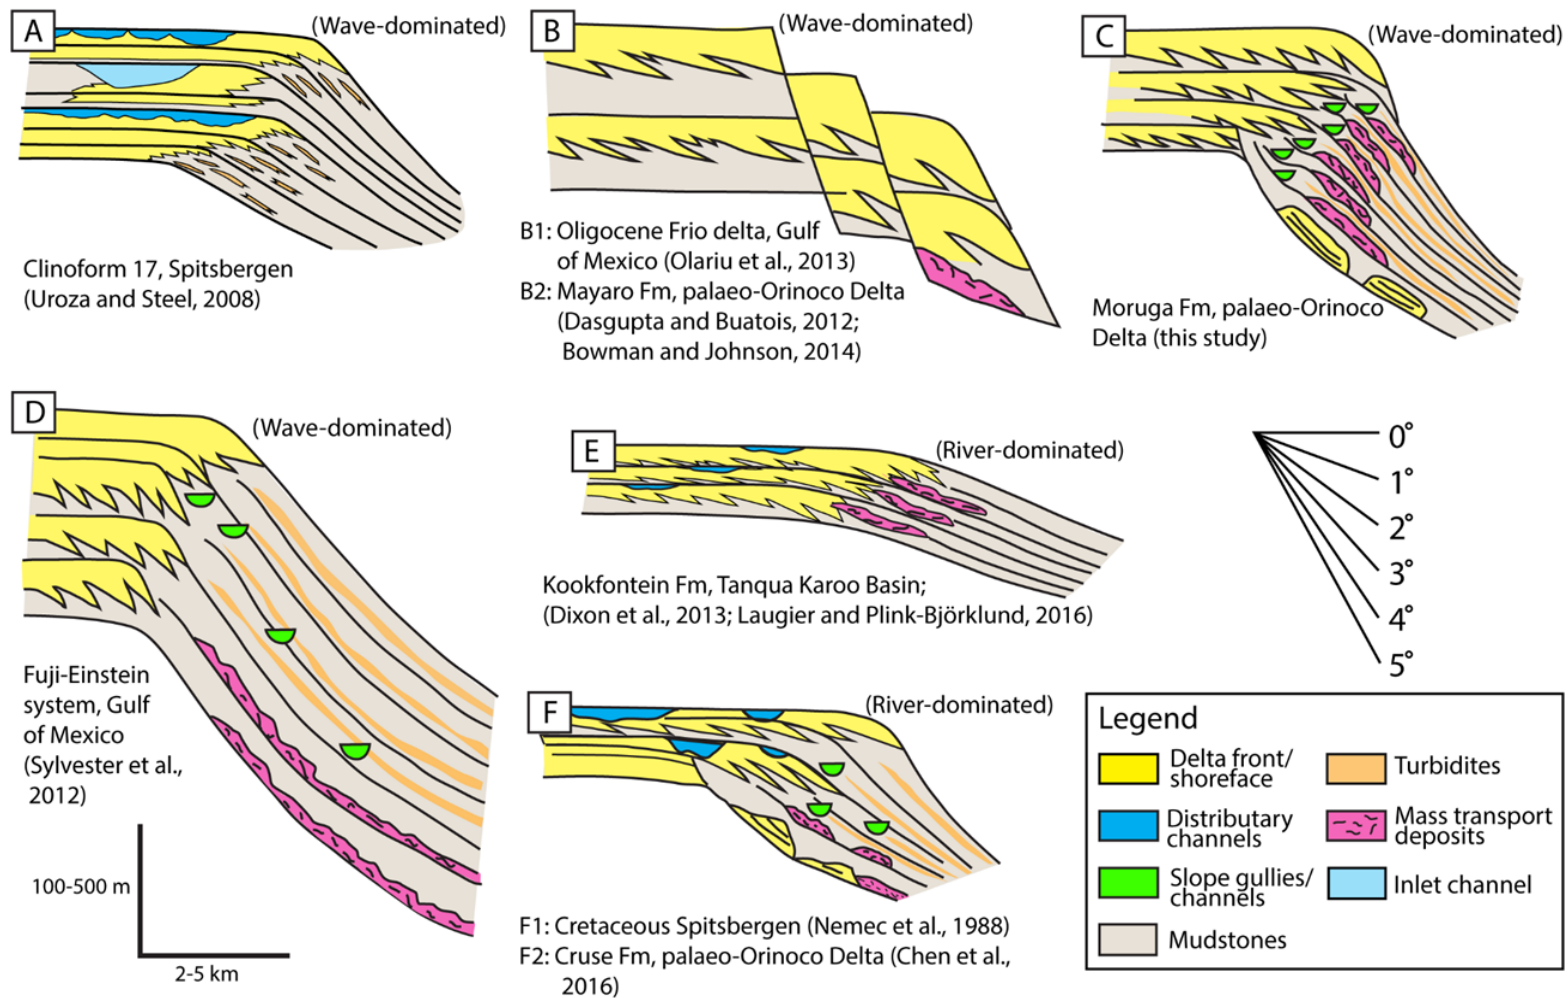 A
(Wave-dominated)
Clinoform 17, Spitsbergen
(Uroza and Steel, 2008)
B
(Wave-dominated)
B1: Oligocene Frio delta, Gulf
of Mexico (Olariu et al., 2013)
B2: Mayaro Fm, palaeo-Orinoco Delta
(Dasgupta and Buatois, 2012;
Bowman and Johnson, 2014)
C
(Wave-dominated)
Moruga Fm, palaeo-Orinoco
Delta (this study)
D
(Wave-dominated)
Fuji-Einstein
system, Gulf
of Mexico
(Sylvester et al.,
2012)
100-500 m
2-5 km
E
(River-dominated)
Kookfontein Fm, Tanqua Karoo Basin;
(Dixon et al., 2013; Laugier and Plink-Björklund, 2016)
0°
1°
2°
3°
4°
5°
F
(River-dominated)
F1: Cretaceous Spitsbergen (Nemec et al., 1988)
F2: Cruse Fm, palaeo-Orinoco Delta (Chen et al.,
2016)
Legend
Delta front/
shoreface
Distributary
channels
Slope gullies/
channels
Mudstones
Turbidites
Mass transport
deposits
Inlet channel